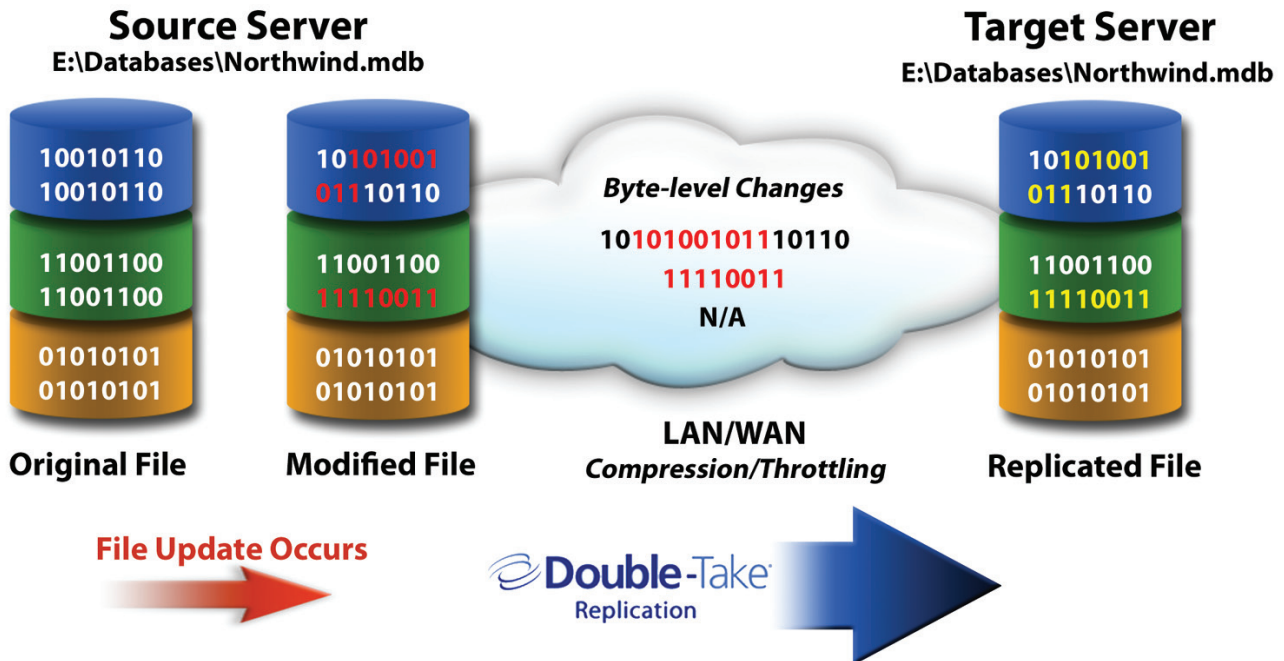 Source Server
E:\Databases\Northwind.mdb
Target Server
E:\Databases\Northwind.mdb
10010110
10010110
11001100
11001100
01010101
01010101
10101001
01110110
11001100
11110011
01010101
01010101
Byte-level Changes
1010100101110110
11110011
N/A
10101001
01110110
11001100
11110011
01010101
01010101
Original File
Modified File
LAN/WAN
Compression/Throttling
Replicated File
File Update Occurs
Double-Take
Replication